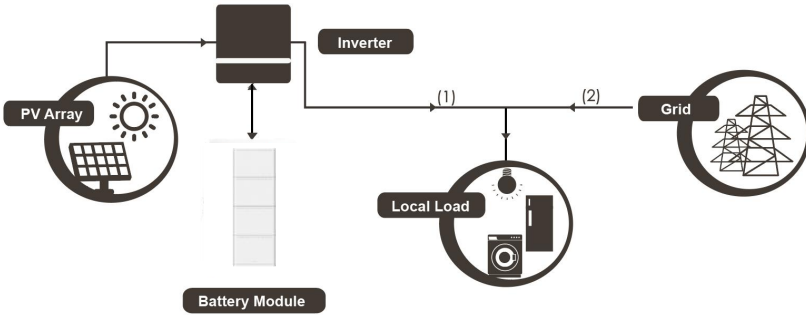 Inverter
PV Array
(1)
(2)
Grid
Local Load
Battery Module